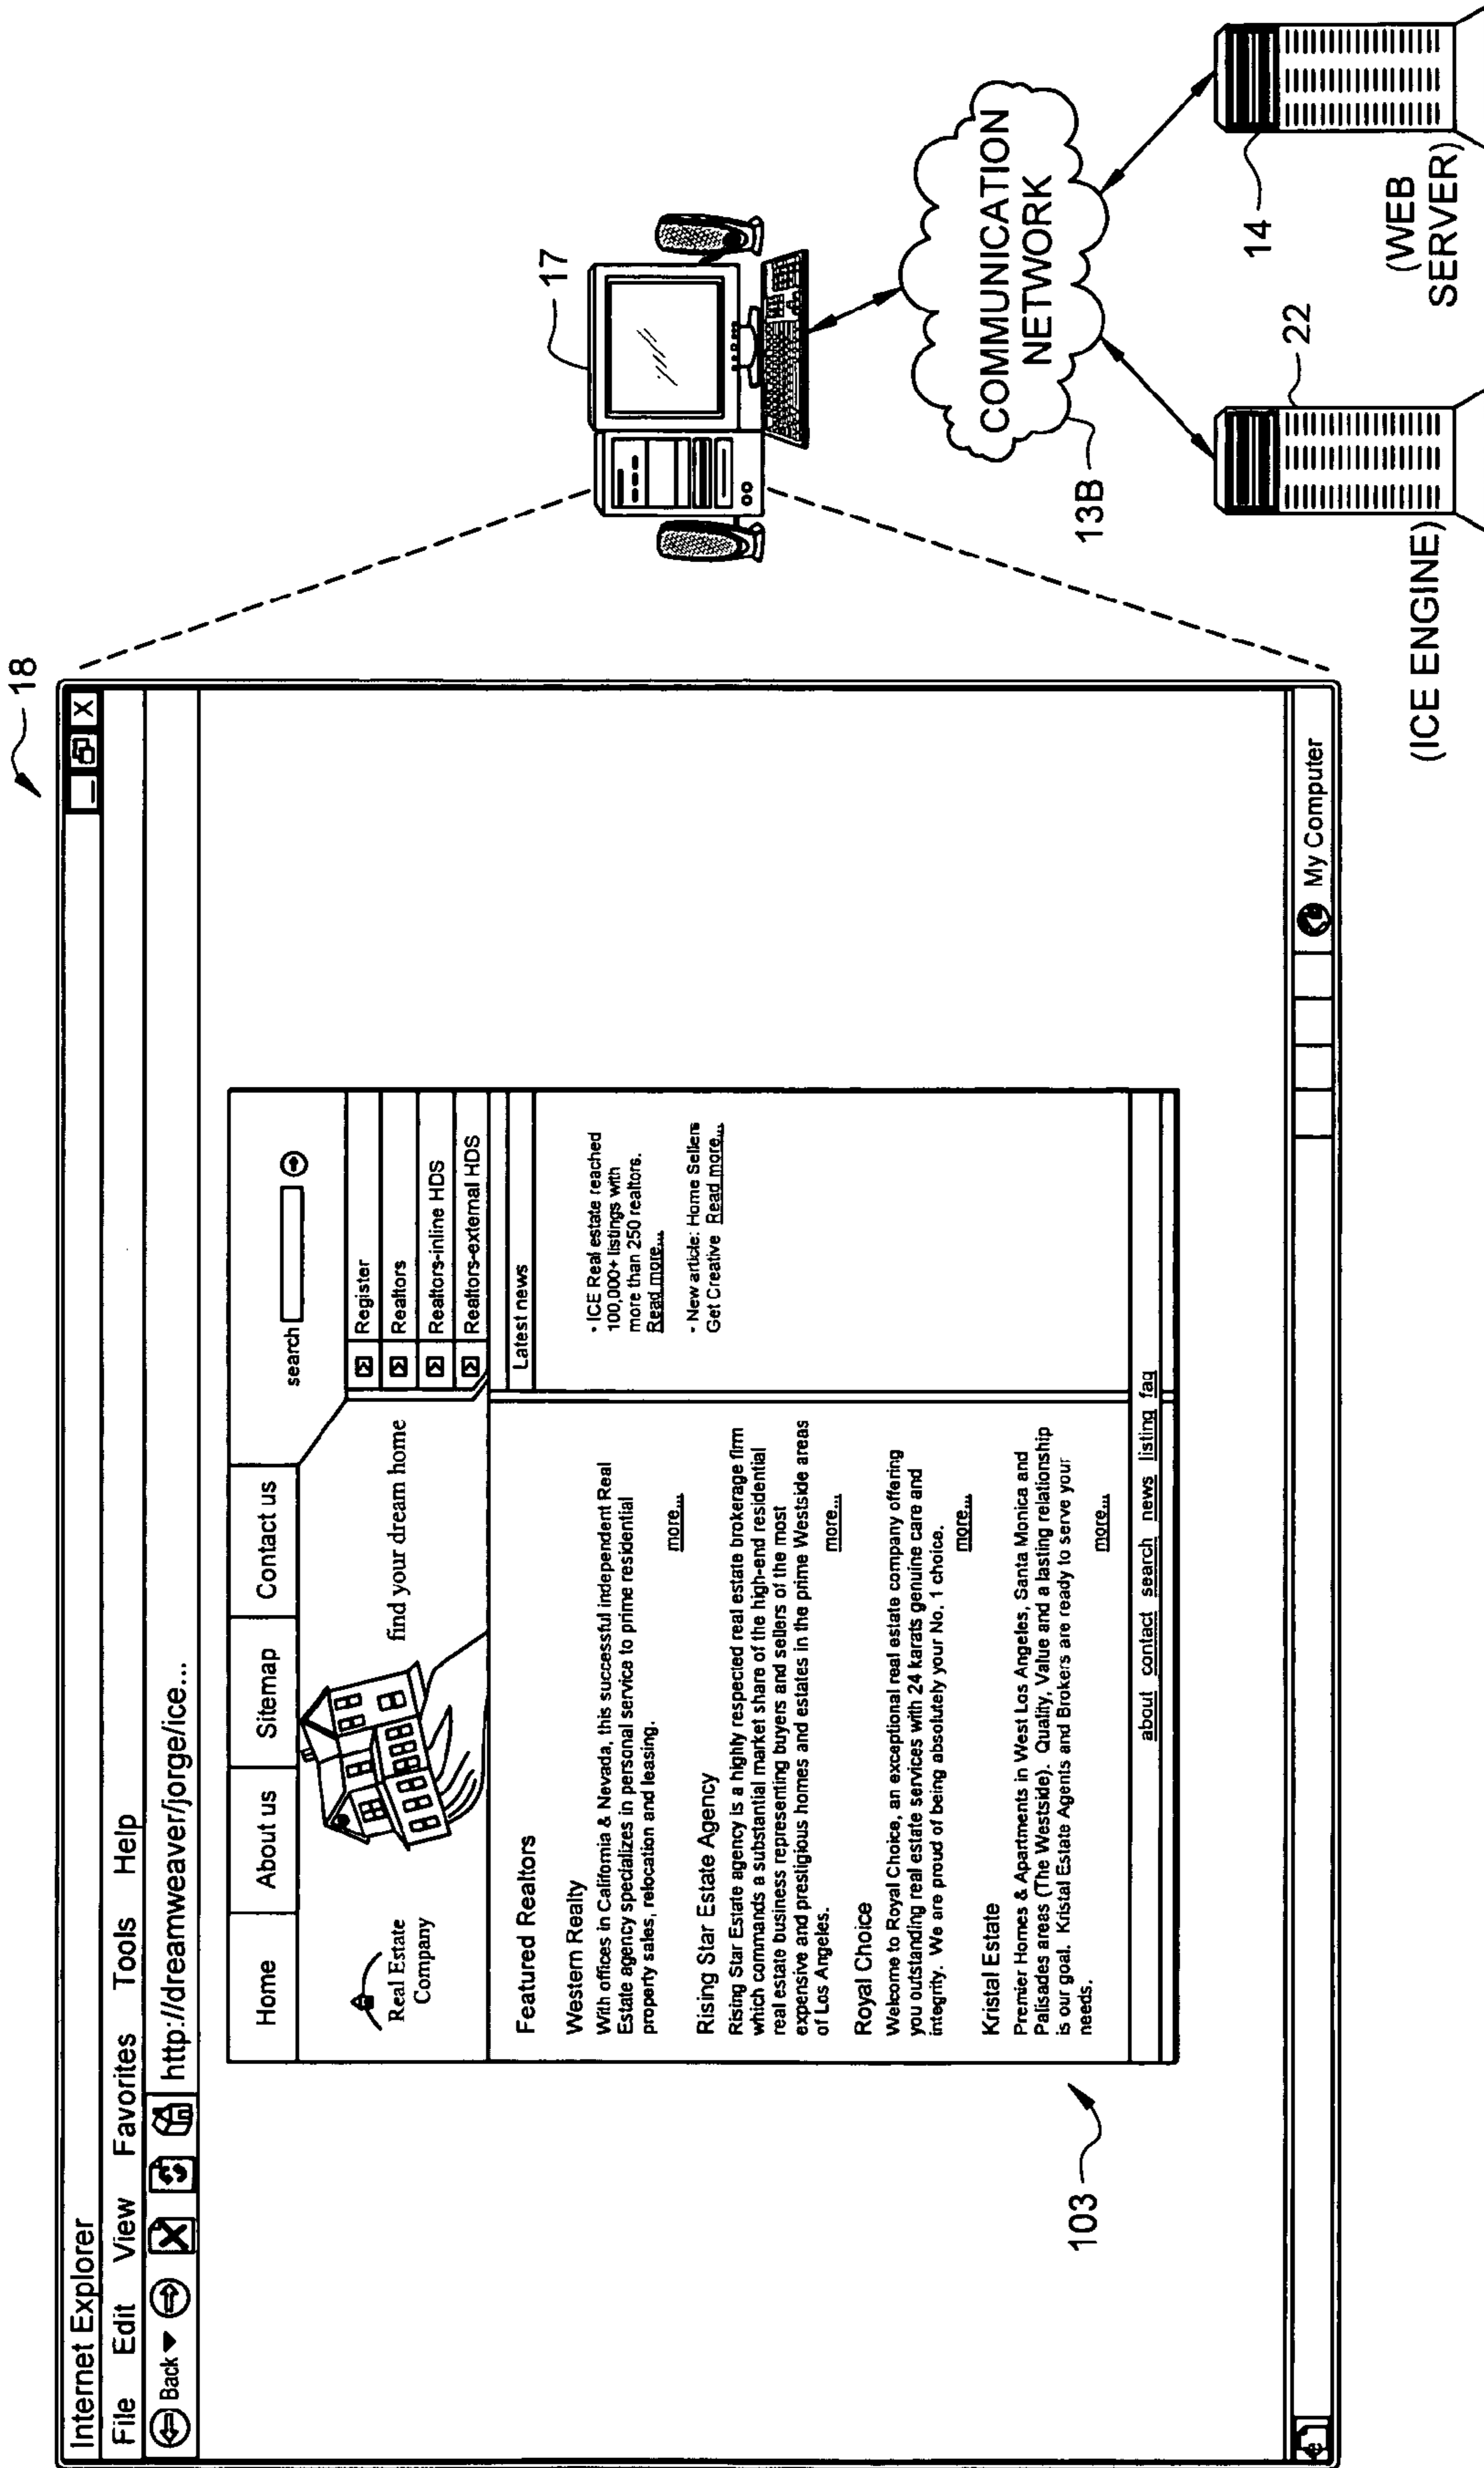 18
Internet Explorer
_ X
File Edit View Favorites Tools Help
Back http://dreamweaver/jorge/ice...
Home About us Sitemap Contact us
search
Real Estate
Company
find your dream home
Register
Realtors
Realtors-inline HDS
Realtors-external HDS
Featured Realtors
Western Realty
With offices in California & Nevada, this successful independent Real
Estate agency specializes in personal service to prime residential
property sales, relocation and leasing.
more...
Rising Star Estate Agency
Rising Star Estate agency is a highly respected real estate brokerage firm
which commands a substantial market share of the high-end residential
real estate business representing buyers and sellers of the most
expensive and prestigious homes and estates in the prime Westside areas
of Los Angeles.
more...
Royal Choice
Welcome to Royal Choice, an exceptional real estate company offering
you outstanding real estate services with 24 karats genuine care and
integrity. We are proud of being absolutely your No. 1 choice.
more...
Kristal Estate
Premier Homes & Apartments in West Los Angeles, Santa Monica and
Palisades areas (The Westside). Quality, Value and a lasting relationship
is our goal. Kristal Estate Agents and Brokers are ready to serve your
needs.
more...
Latest news
· ICE Real estate reached
100,000+ listings with
more than 250 realtors.
Read more...
· New article: Home Sellers
Get Creative Read more...
about contact search news listing faq
My Computer
103
17
COMMUNICATION
NETWORK
13B
22
(ICE ENGINE)
14
(WEB
SERVER)